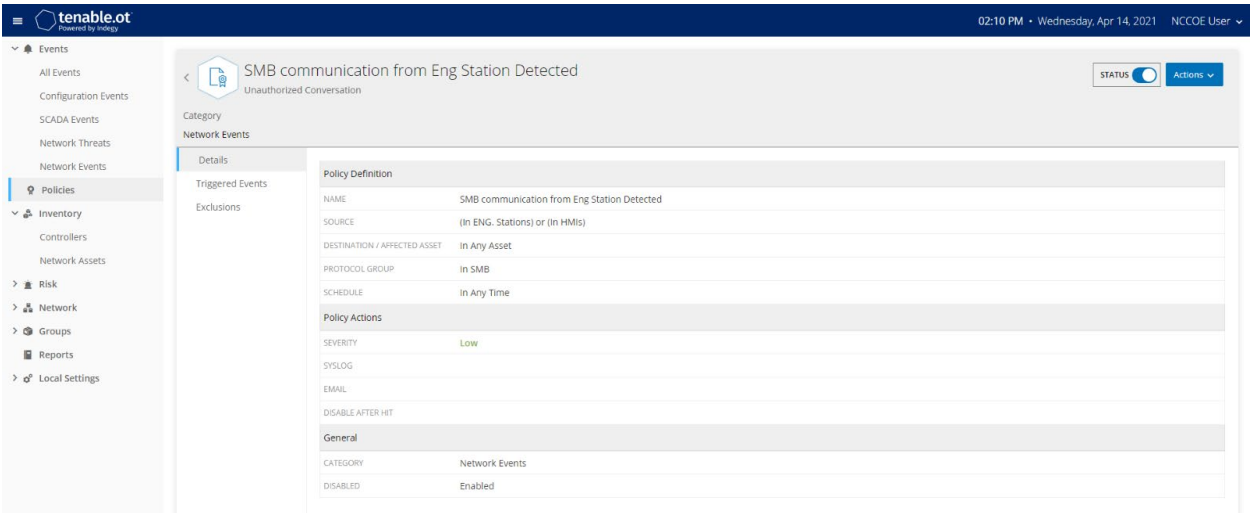 tenable.ot
Powered by Indegy
02:10 PM • Wednesday, Apr 14, 2021 NCCOE User
Events
All Events
Configuration Events
SCADA Events
Network Threats
Network Events
Policies
Inventory
Controllers
Network Assets
Risk
Network
Groups
Reports
Local Settings
SMB communication from Eng Station Detected
Unauthorized Conversation
STATUS
Actions
Category
Network Events
Details
Triggered Events
Exclusions
Policy Definition
NAME SMB communication from Eng Station Detected
SOURCE (In ENG. Stations) or (In HMIs)
DESTINATION / AFFECTED ASSET In Any Asset
PROTOCOL GROUP In SMB
SCHEDULE In Any Time
Policy Actions
SEVERITY Low
SYSLOG
EMAIL
DISABLE AFTER HIT
General
CATEGORY Network Events
DISABLED Enabled